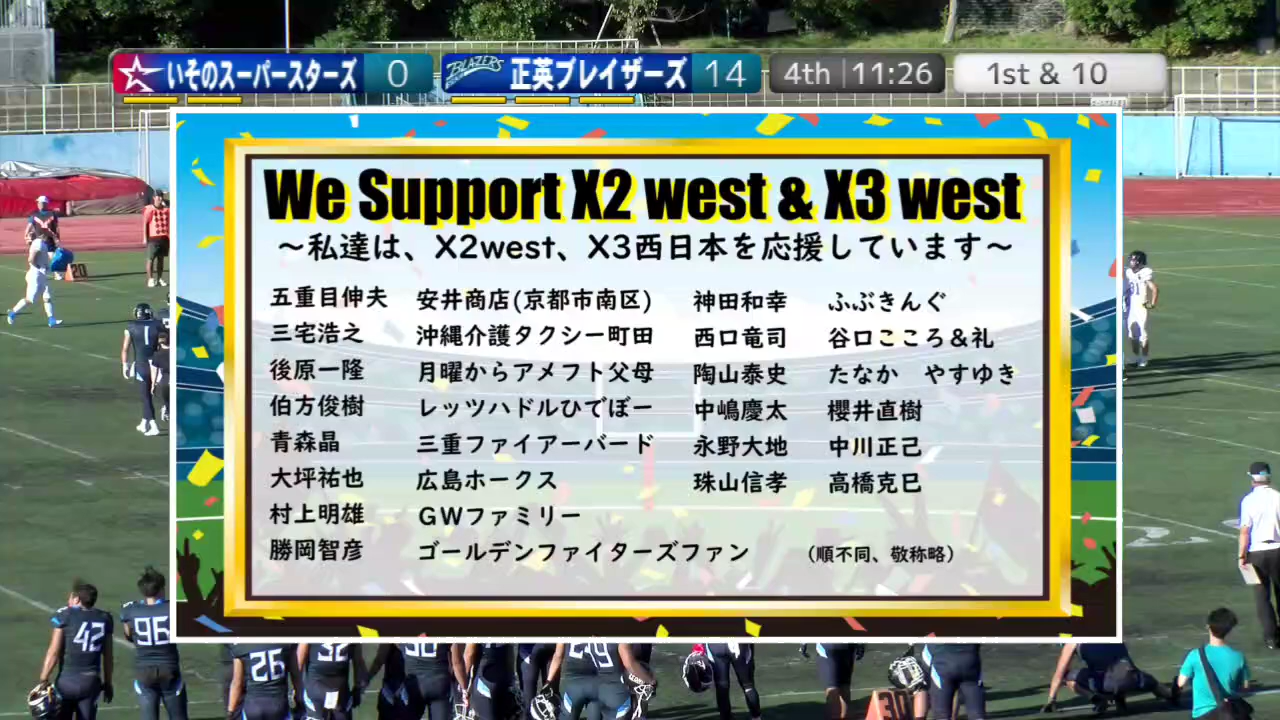 いそのスーパースターズ 0 BLAZERS 正英ブレイザーズ 14 4th 11:26 1st & 10
We Support X2 west & X3 west
～私達は、X2west、X3西日本を応援しています～
五重目伸夫 安井商店(京都市南区) 神田和幸 ふぶきんぐ
三宅浩之 沖縄介護タクシー町田 西口竜司 谷口こころ＆礼
後原一隆 月曜からアメフト父母 陶山泰史 たなか　やすゆき
伯方俊樹 レッツハドルひでぼー 中嶋慶太 櫻井直樹
青森晶 三重ファイアーバード 永野大地 中川正己
大坪祐也 広島ホークス 珠山信孝 高橋克巳
村上明雄 GWファミリー
勝岡智彦 ゴールデンファイターズファン （順不同、敬称略）
20
1
81
42
96
26
32
49
30